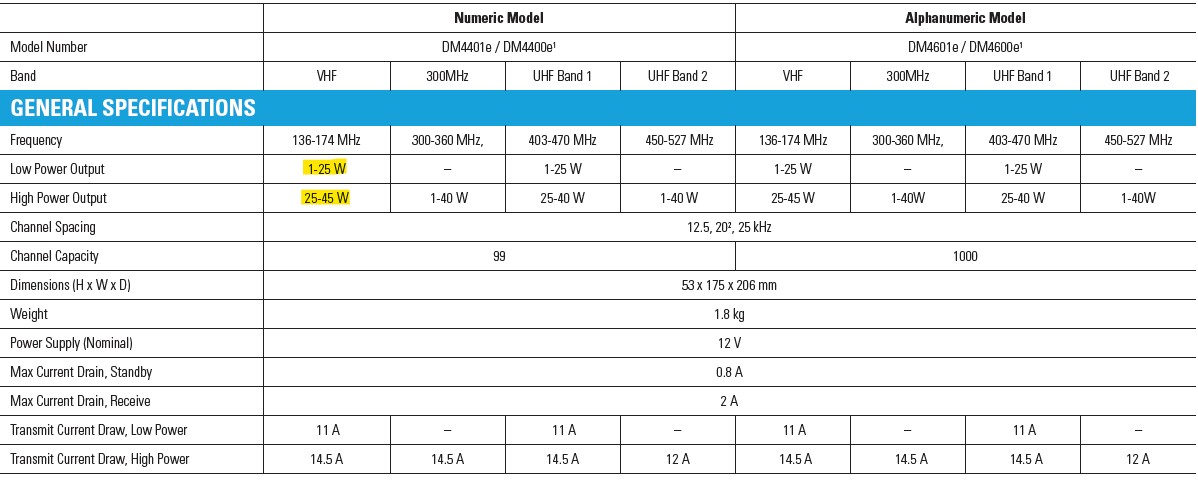 Numeric Model Alphanumeric Model
Model Number DM4401e / DM4400e¹ DM4601e / DM4600e¹
Band VHF 300MHz UHF Band 1 UHF Band 2 VHF 300MHz UHF Band 1 UHF Band 2
GENERAL SPECIFICATIONS
Frequency 136-174 MHz 300-360 MHz, 403-470 MHz 450-527 MHz 136-174 MHz 300-360 MHz, 403-470 MHz 450-527 MHz
Low Power Output 1-25 W – 1-25 W – 1-25 W – 1-25 W –
High Power Output 25-45 W 1-40 W 25-40 W 1-40 W 25-45 W 1-40W 25-40 W 1-40W
Channel Spacing 12.5, 20², 25 kHz
Channel Capacity 99 1000
Dimensions (H x W x D) 53 x 175 x 206 mm
Weight 1.8 kg
Power Supply (Nominal) 12 V
Max Current Drain, Standby 0.8 A
Max Current Drain, Receive 2 A
Transmit Current Draw, Low Power 11 A – 11 A – 11 A – 11 A –
Transmit Current Draw, High Power 14.5 A 14.5 A 14.5 A 12 A 14.5 A 14.5 A 14.5 A 12 A